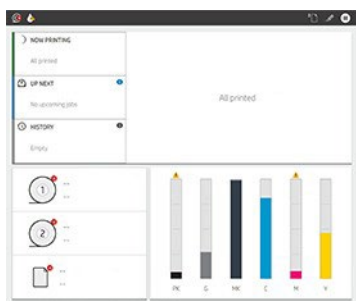 NOW PRINTING
All printed
UP NEXT
No upcoming jobs
HISTORY
Empty
All printed
1
2
PK G MK C M Y